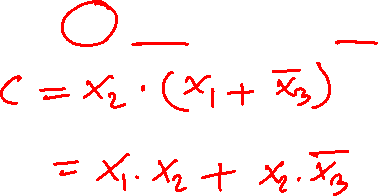 C = x₂ · (x₁ + x̅₃)
= x₁ · x₂ + x₂ · x̅₃